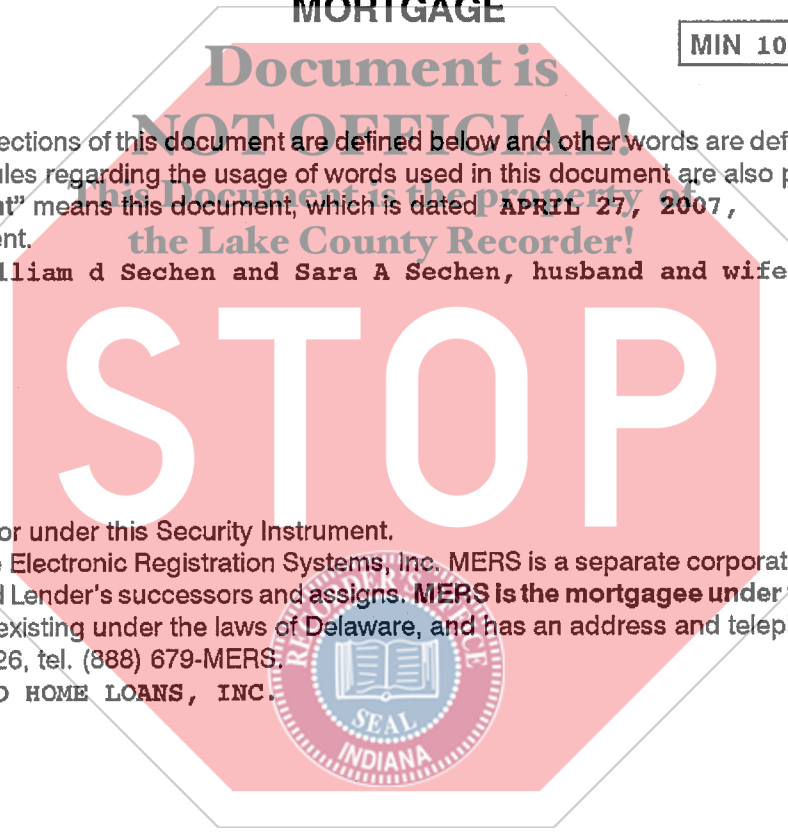 MORTGAGE
MIN 10
Document is
NOT OFFICIAL!
This Document is the property of
the Lake County Recorder!
ections of this document are defined below and other words are def
les regarding the usage of words used in this document are also p
t” means this document, which is dated APRIL 27, 2007,
ent.
lliam d Sechen and Sara A Sechen, husband and wife
STOP
or under this Security Instrument.
Electronic Registration Systems, Inc. MERS is a separate corporat
d Lender's successors and assigns. MERS is the mortgagee under
existing under the laws of Delaware, and has an address and telep
26, tel. (888) 679-MERS.
D HOME LOANS, INC.
RECORDER'S OFFICE
SEAL
INDIANA